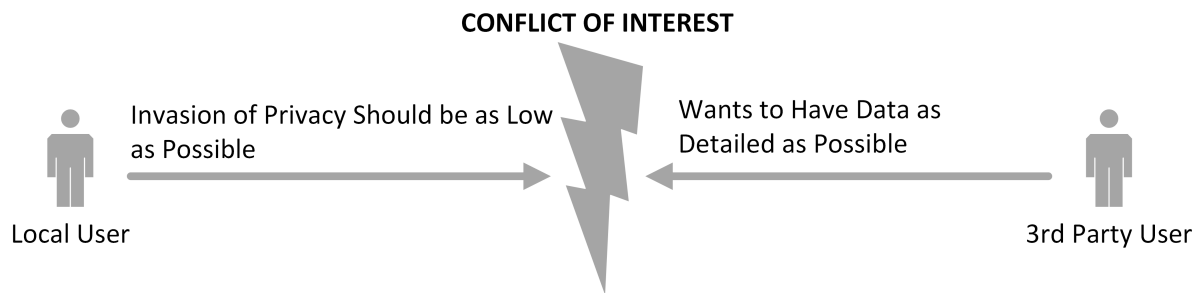 CONFLICT OF INTEREST
Invasion of Privacy Should be as Low
as Possible
Wants to Have Data as
Detailed as Possible
Local User
3rd Party User